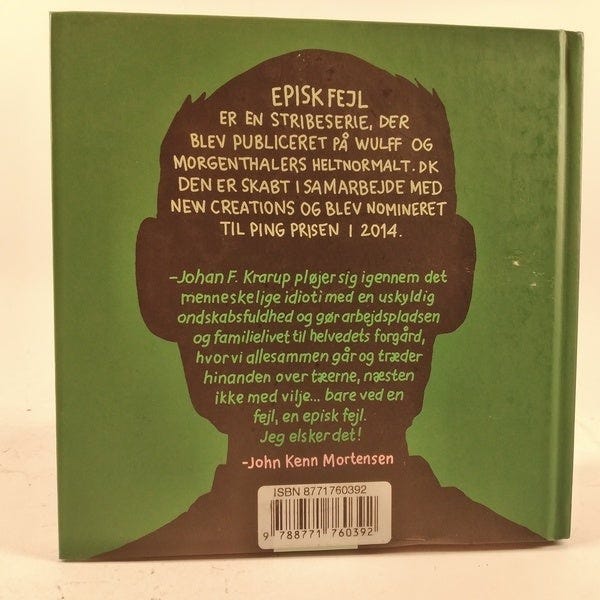 EPISK FEJL
ER EN STRIBESERIE, DER
BLEV PUBLICERET PÅ WULFF OG
MORGENTHALERS HELTNORMALT.DK
DEN ER SKABT I SAMARBEJDE MED
NEW CREATIONS OG BLEV NOMINERET
TIL PING PRISEN I 2014.
-Johan F. Krarup pløjer sig igennem det
menneskelige idioti med en uskyldig
ondskabsfuldhed og gør arbejdspladsen
og familielivet til helvedets forgård,
hvor vi allesammen går og træder
hinanden over tæerne, næsten
ikke med vilje... bare ved en
fejl, en episk fejl.
Jeg elsker det!
-John Kenn Mortensen
ISBN 8771760392
9 788771 760392